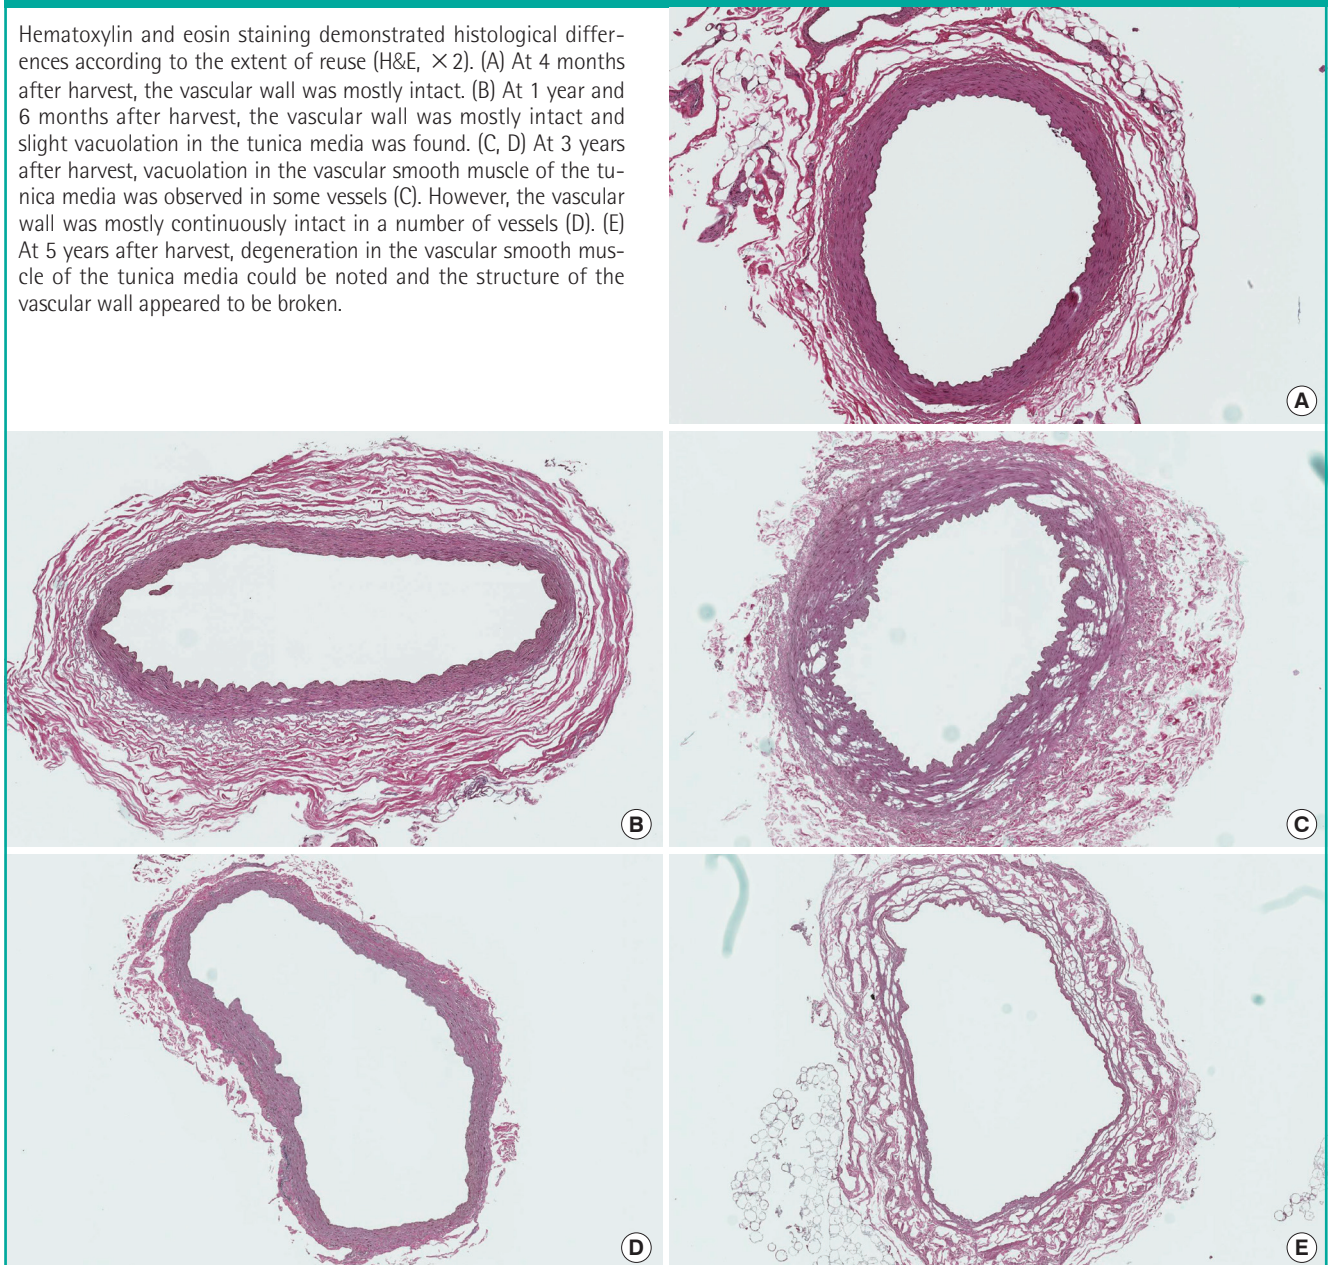 Hematoxylin and eosin staining demonstrated histological differ-
ences according to the extent of reuse (H&E, ×2). (A) At 4 months
after harvest, the vascular wall was mostly intact. (B) At 1 year and
6 months after harvest, the vascular wall was mostly intact and
slight vacuolation in the tunica media was found. (C, D) At 3 years
after harvest, vacuolation in the vascular smooth muscle of the tu-
nica media was observed in some vessels (C). However, the vascular
wall was mostly continuously intact in a number of vessels (D). (E)
At 5 years after harvest, degeneration in the vascular smooth mus-
cle of the tunica media could be noted and the structure of the
vascular wall appeared to be broken.
A
B
C
D
E